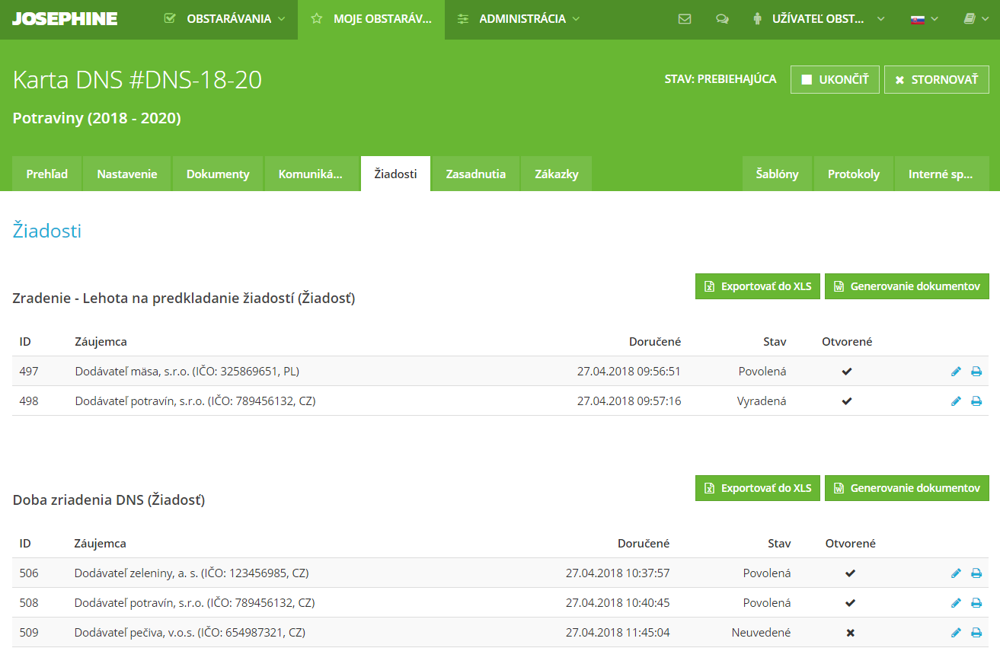 JOSEPHINE OBSTARÁVANIA MOJE OBSTARÁV... ADMINISTRÁCIA UŽÍVATEĽ OBST...
Karta DNS #DNS-18-20 STAV: PREBIEHAJÚCA UKONČIŤ STORNOVAŤ
Potraviny (2018 - 2020)
Prehľad Nastavenie Dokumenty Komuniká... Žiadosti Zasadnutia Zákazky Šablóny Protokoly Interné sp...
Žiadosti
Exportovať do XLS Generovanie dokumentov
Zradenie - Lehota na predkladanie žiadostí (Žiadosť)
ID Záujemca Doručené Stav Otvorené
497 Dodávateľ mäsa, s.r.o. (IČO: 325869651, PL) 27.04.2018 09:56:51 Povolená
498 Dodávateľ potravín, s.r.o. (IČO: 789456132, CZ) 27.04.2018 09:57:16 Vyradená
Exportovať do XLS Generovanie dokumentov
Doba zriadenia DNS (Žiadosť)
ID Záujemca Doručené Stav Otvorené
506 Dodávateľ zeleniny, a. s. (IČO: 123456985, CZ) 27.04.2018 10:37:57 Povolená
508 Dodávateľ potravín, s.r.o. (IČO: 789456132, CZ) 27.04.2018 10:40:45 Povolená
509 Dodávateľ pečiva, v.o.s. (IČO: 654987321, CZ) 27.04.2018 11:45:04 Neuvedené